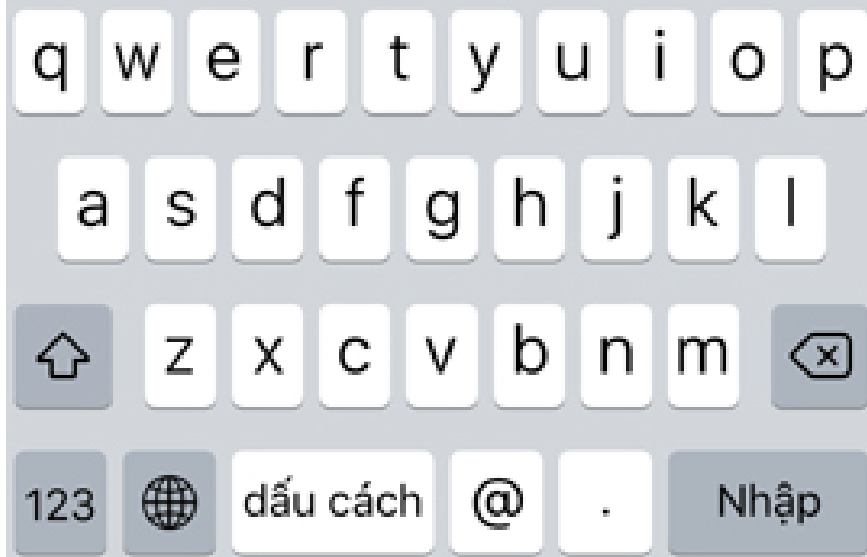 q w e r t y u i o p
a s d f g h j k l
z x c v b n m
123 dấu cách @ . Nhập